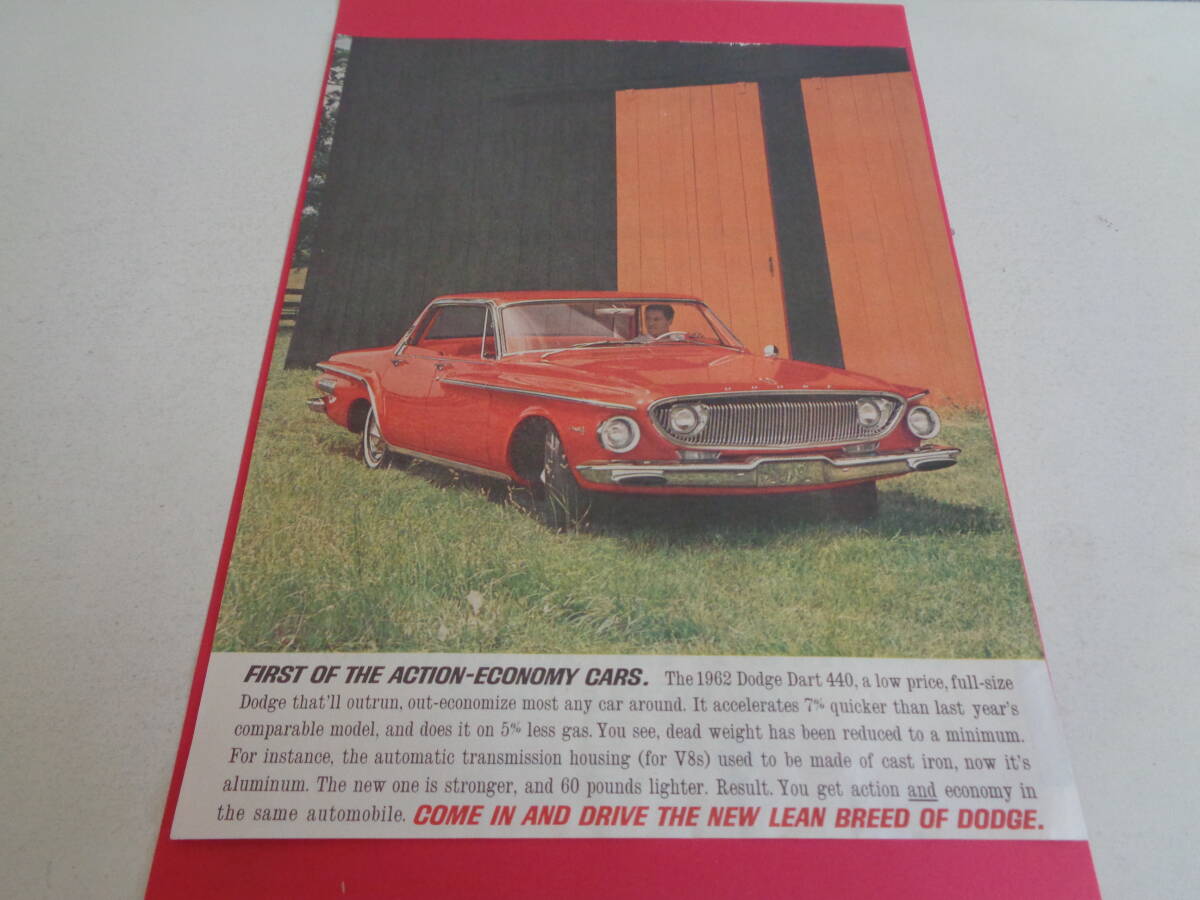 DODGE
FIRST OF THE ACTION-ECONOMY CARS. The 1962 Dodge Dart 440, a low price, full-size
Dodge that'll outrun, out-economize most any car around. It accelerates 7% quicker than last year's
comparable model, and does it on 5% less gas. You see, dead weight has been reduced to a minimum.
For instance, the automatic transmission housing (for V8s) used to be made of cast iron, now it's
aluminum. The new one is stronger, and 60 pounds lighter. Result. You get action and economy in
the same automobile. COME IN AND DRIVE THE NEW LEAN BREED OF DODGE.